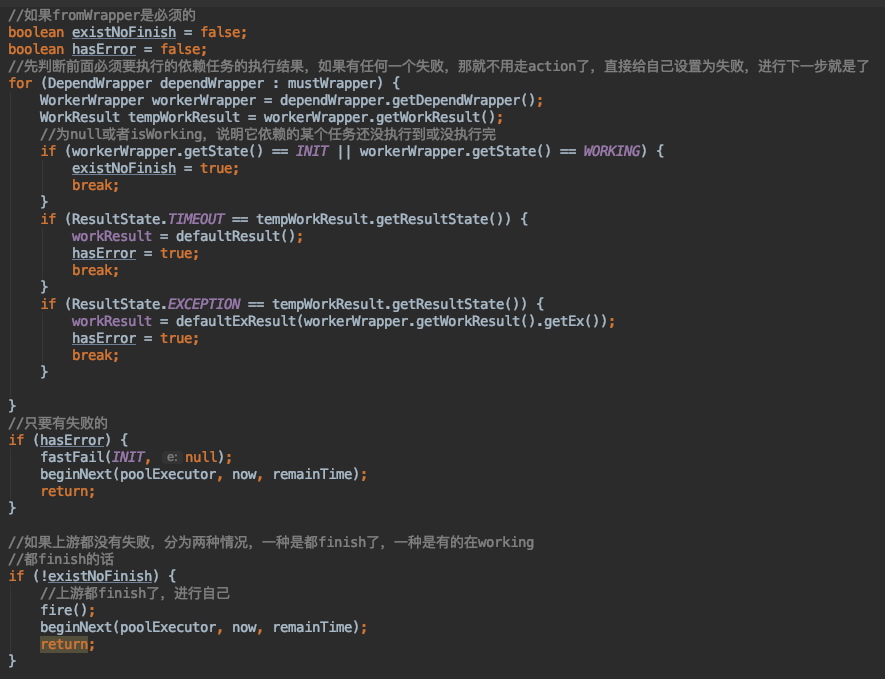 //如果fromWrapper是必须的
boolean existNoFinish = false;
boolean hasError = false;
//先判断前面必须要执行的依赖任务的执行结果，如果有任何一个失败，那就不用走action了，直接给自己设置为失败，进行下一步就是了
for (DependWrapper dependWrapper : mustWrapper) {
    WorkerWrapper workerWrapper = dependWrapper.getDependWrapper();
    WorkResult tempWorkResult = workerWrapper.getWorkResult();
    //为null或者isWorking，说明它依赖的某个任务还没执行到或没执行完
    if (workerWrapper.getState() == INIT || workerWrapper.getState() == WORKING) {
        existNoFinish = true;
        break;
    }
    if (ResultState.TIMEOUT == tempWorkResult.getResultState()) {
        workResult = defaultResult();
        hasError = true;
        break;
    }
    if (ResultState.EXCEPTION == tempWorkResult.getResultState()) {
        workResult = defaultExResult(workerWrapper.getWorkResult().getEx());
        hasError = true;
        break;
    }
}
//只要有失败的
if (hasError) {
    fastFail(INIT, e: null);
    beginNext(poolExecutor, now, remainTime);
    return;
}
//如果上游都没有失败，分为两种情况，一种是都finish了，一种是有的在working
//都finish的话
if (!existNoFinish) {
    //上游都finish了，进行自己
    fire();
    beginNext(poolExecutor, now, remainTime);
    return;
}